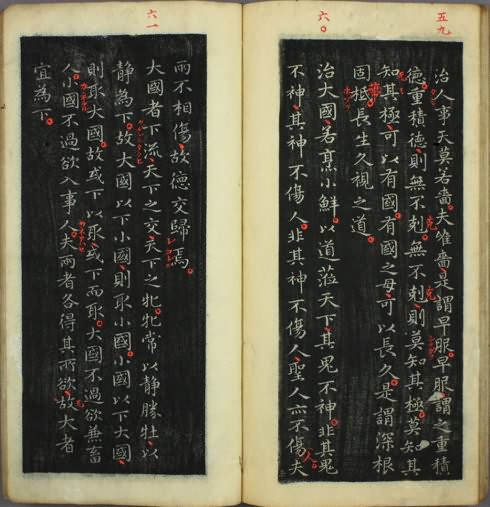 五九
治人事天莫若嗇夫唯嗇是謂早服早服謂之重積
德重積德則無不剋無不剋則莫知其極莫知其
知其極可以有國有國之母可以長久是謂深根
固柢長生久視之道
六〇
治大國若烹小鮮以道莅天下其鬼不神非其鬼
不神其神不傷人非其神不傷人聖人亦不傷夫
人
兩不相傷故德交歸焉
六一
大國者下流天下之交天下之牝牝常以靜勝牡以
靜為下故大國以下小國則取小國小國以下大國
則取大國故或下以取或下而取大國不過欲兼畜
人小國不過欲入事人夫兩者各得其所欲故大者
宜為下